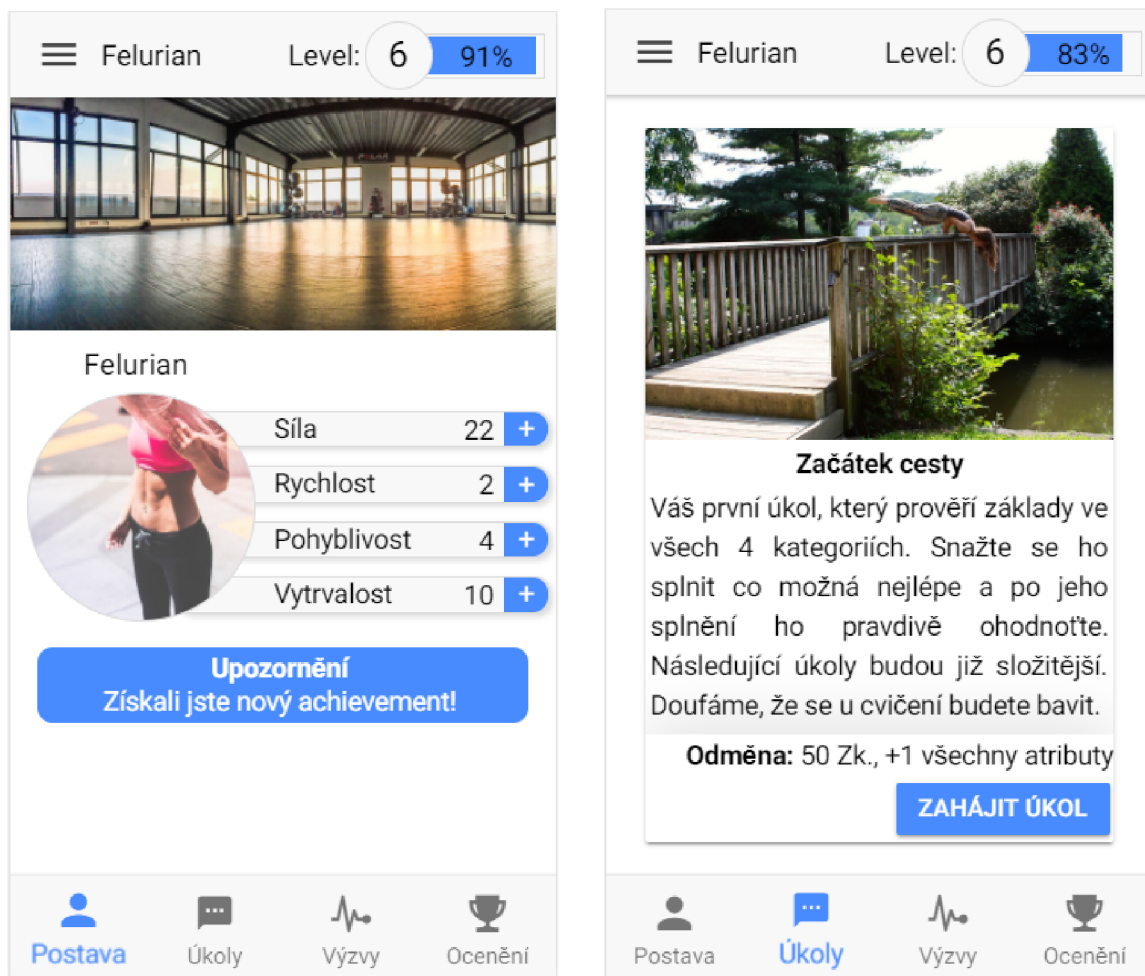 Felurian Level: 6 91%
Felurian
Síla 22 +
Rychlost 2 +
Pohyblivost 4 +
Vytrvalost 10 +
Upozornění
Získali jste nový achievement!
Postava Úkoly Výzvy Ocenění
Felurian Level: 6 83%
Začátek cesty
Váš první úkol, který prověří základy ve
všech 4 kategoriích. Snažte se ho
splnit co možná nejlépe a po jeho
splnění ho pravdivě ohodnoťte.
Následující úkoly budou již složitější.
Doufáme, že se u cvičení budete bavit.
Odměna: 50 Zk., +1 všechny atributy
ZAHÁJIT ÚKOL
Postava Úkoly Výzvy Ocenění